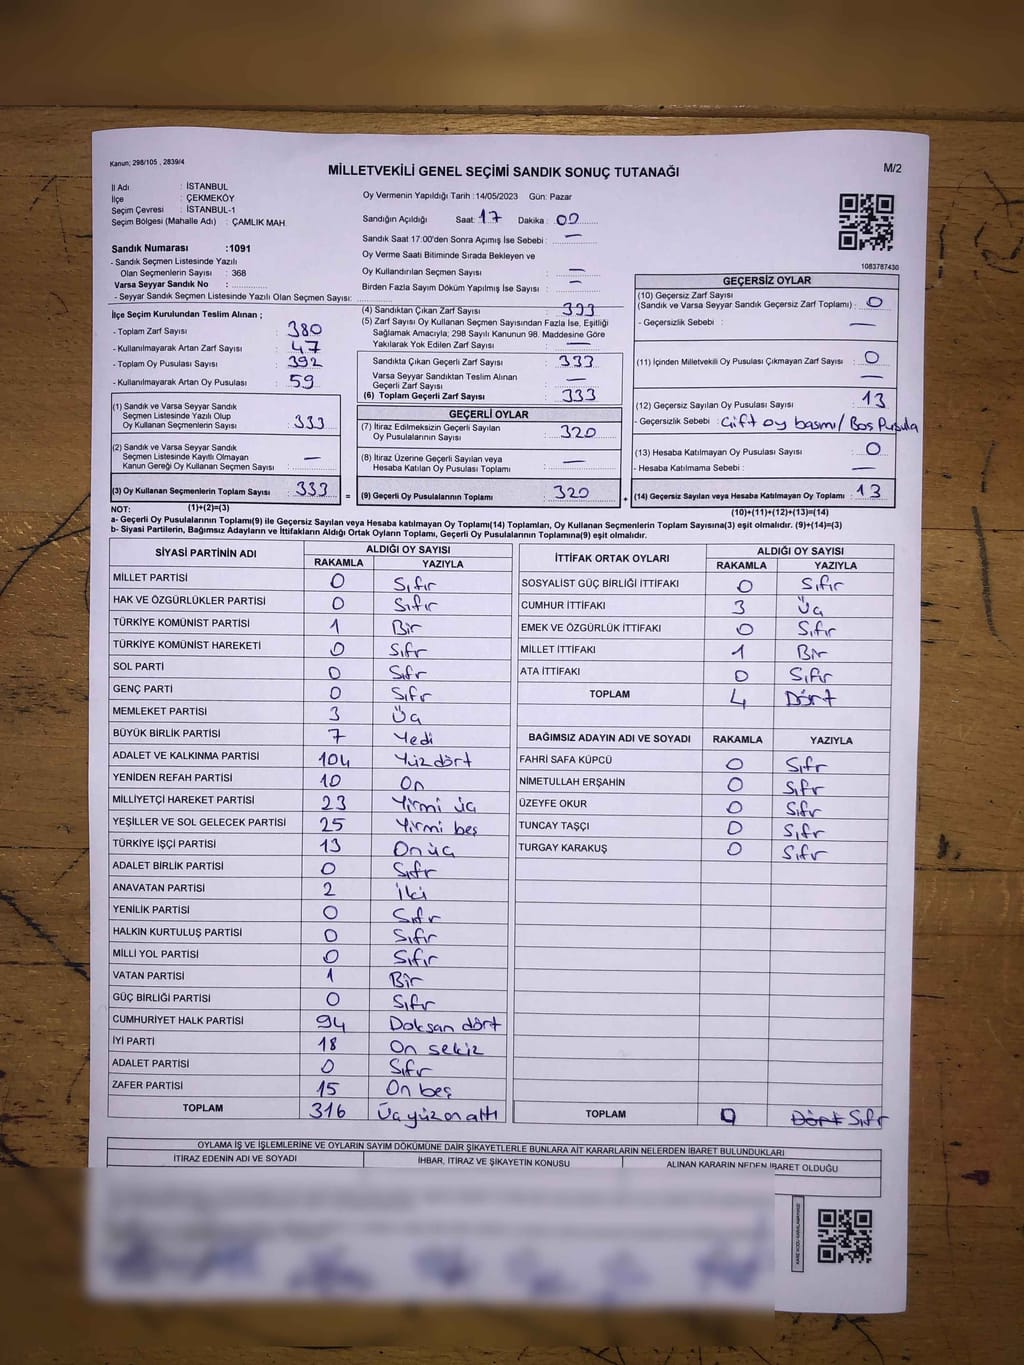 Kanun; 298/105 , 2839/4
MİLLETVEKİLİ GENEL SEÇİMİ SANDIK SONUÇ TUTANAĞI
M/2
İl Adı : İSTANBUL
İlçe : ÇEKMEKÖY
Seçim Çevresi : İSTANBUL-1
Seçim Bölgesi (Mahalle Adı) : ÇAMLIK MAH
Sandık Numarası :1091
- Sandık Seçmen Listesinde Yazılı
Olan Seçmenlerin Sayısı : 368
Varsa Seyyar Sandık No :
- Seyyar Sandık Seçmen Listesinde Yazılı Olan Seçmen Sayısı:
Oy Vermenin Yapıldığı Tarih : 14/05/2023 Gün: Pazar
Sandığın Açıldığı Saat: 17 Dakika : 00
Sandık Saat 17:00'den Sonra Açımış İse Sebebi : —
Oy Verme Saati Bitiminde Sırada Bekleyen ve
Oy Kullandırılan Seçmen Sayısı : —
Birden Fazla Sayım Döküm Yapılmış İse Sayısı : —
1083787430
İlçe Seçim Kurulundan Teslim Alınan ;
- Toplam Zarf Sayısı : 380
- Kullanılmayarak Artan Zarf Sayısı : 47
- Toplam Oy Pusulası Sayısı : 392
- Kullanılmayarak Artan Oy Pusulası : 59
(1) Sandık ve Varsa Seyyar Sandık
Seçmen Listesinde Yazılı Olup
Oy Kullanan Seçmenlerin Sayısı : 333
(2) Sandık ve Varsa Seyyar Sandık
Seçmen Listesinde Kayıtlı Olmayan
Kanun Gereği Oy Kullanan Seçmen Sayısı : —
(3) Oy Kullanan Seçmenlerin Toplam Sayısı : 333
(1)+(2)=(3)
(4) Sandıktan Çıkan Zarf Sayısı : 333
(5) Zarf Sayısı Oy Kullanan Seçmen Sayısından Fazla İse, Eşitliği
Sağlamak Amacıyla; 298 Sayılı Kanunun 98. Maddesine Göre
Yakılarak Yok Edilen Zarf Sayısı : —
Sandıkta Çıkan Geçerli Zarf Sayısı : 333
Varsa Seyyar Sandıktan Teslim Alınan
Geçerli Zarf Sayısı : —
(6) Toplam Geçerli Zarf Sayısı : 333
GEÇERLİ OYLAR
(7) İtiraz Edilmeksizin Geçerli Sayılan
Oy Pusulalarının Sayısı : 320
(8) İtiraz Üzerine Geçerli Sayılan veya
Hesaba Katılan Oy Pusulası Toplamı : —
= (9) Geçerli Oy Pusulalarının Toplamı : 320
GEÇERSİZ OYLAR
(10) Geçersiz Zarf Sayısı
(Sandık ve Varsa Seyyar Sandık Geçersiz Zarf Toplamı) : 0
- Geçersizlik Sebebi : —
(11) İçinden Milletvekili Oy Pusulası Çıkmayan Zarf Sayısı : 0
—
(12) Geçersiz Sayılan Oy Pusulası Sayısı : 13
- Geçersizlik Sebebi : Çift oy basmı / Boş Pusula
(13) Hesaba Katılmayan Oy Pusulası Sayısı : 0
- Hesaba Katılmama Sebebi : —
+ (14) Geçersiz Sayılan veya Hesaba Katılmayan Oy Toplamı : 13
(10)+(11)+(12)+(13)=(14)
NOT:
a- Geçerli Oy Pusulalarının Toplamı(9) ile Geçersiz Sayılan veya Hesaba katılmayan Oy Toplamı(14) Toplamları, Oy Kullanan Seçmenlerin Toplam Sayısına(3) eşit olmalıdır. (9)+(14)=(3)
b- Siyasi Partilerin, Bağımsız Adayların ve İttifakların Aldığı Ortak Oyların Toplamı, Geçerli Oy Pusulalarının Toplamına(9) eşit olmalıdır.
SİYASİ PARTİNİN ADI ALDIĞI OY SAYISI
RAKAMLA YAZIYLA
MİLLET PARTİSİ 0 Sıfır
HAK VE ÖZGÜRLÜKLER PARTİSİ 0 Sıfır
TÜRKİYE KOMÜNİST PARTİSİ 1 Bir
TÜRKİYE KOMÜNİST HAREKETİ 0 Sıfır
SOL PARTİ 0 Sıfır
GENÇ PARTİ 0 Sıfır
MEMLEKET PARTİSİ 3 Üç
BÜYÜK BİRLİK PARTİSİ 7 Yedi
ADALET VE KALKINMA PARTİSİ 104 Yüz dört
YENİDEN REFAH PARTİSİ 10 On
MİLLİYETÇİ HAREKET PARTİSİ 23 Yirmi üç
YEŞİLLER VE SOL GELECEK PARTİSİ 25 Yirmi beş
TÜRKİYE İŞÇİ PARTİSİ 13 On üç
ADALET BİRLİK PARTİSİ 0 Sıfır
ANAVATAN PARTİSİ 2 İki
YENİLİK PARTİSİ 0 Sıfır
HALKIN KURTULUŞ PARTİSİ 0 Sıfır
MİLLİ YOL PARTİSİ 0 Sıfır
VATAN PARTİSİ 1 Bir
GÜÇ BİRLİĞİ PARTİSİ 0 Sıfır
CUMHURİYET HALK PARTİSİ 94 Doksan dört
İYİ PARTİ 18 On sekiz
ADALET PARTİSİ 0 Sıfır
ZAFER PARTİSİ 15 On beş
TOPLAM 316 Üç yüz on altı
İTTİFAK ORTAK OYLARI ALDIĞI OY SAYISI
RAKAMLA YAZIYLA
SOSYALİST GÜÇ BİRLİĞİ İTTİFAKI 0 Sıfır
CUMHUR İTTİFAKI 3 Üç
EMEK VE ÖZGÜRLÜK İTTİFAKI 0 Sıfır
MİLLET İTTİFAKI 1 Bir
ATA İTTİFAKI 0 Sıfır
TOPLAM 4 Dört
BAĞIMSIZ ADAYIN ADI VE SOYADI RAKAMLA YAZIYLA
FAHRİ SAFA KÜPCÜ 0 Sıfır
NİMETULLAH ERŞAHİN 0 Sıfır
ÜZEYFE OKUR 0 Sıfır
TUNCAY TAŞÇI 0 Sıfır
TURGAY KARAKUŞ 0 Sıfır
TOPLAM 0 Dört Sıfır
OYLAMA İŞ VE İŞLEMLERİNE VE OYLARIN SAYIM DÖKÜMÜNE DAİR ŞİKAYETLERLE BUNLARA AİT KARARLARIN NELERDEN İBARET BULUNDUKLARI
İTİRAZ EDENİN ADI VE SOYADI İHBAR, İTİRAZ VE ŞİKAYETİN KONUSU ALINAN KARARIN NEDEN İBARET OLDUĞU